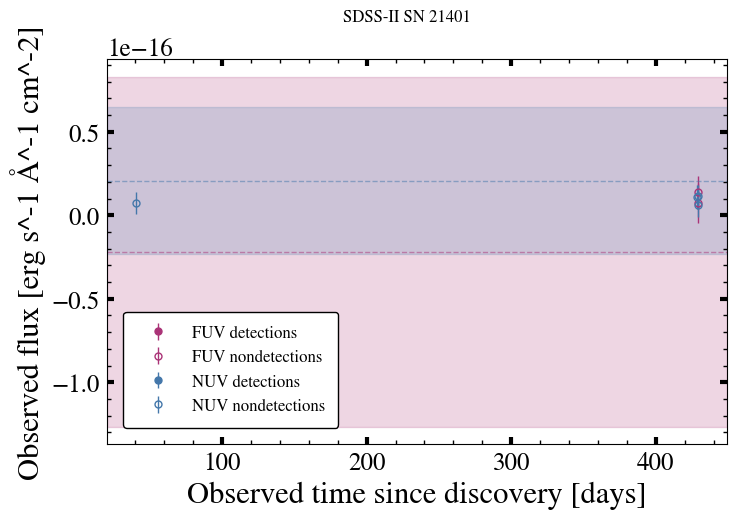 SDSS-II SN 21401
1e−16
Observed flux [erg s^-1 Å^-1 cm^-2]
0.5
0.0
−0.5
−1.0
FUV detections
FUV nondetections
NUV detections
NUV nondetections
100 200 300 400
Observed time since discovery [days]